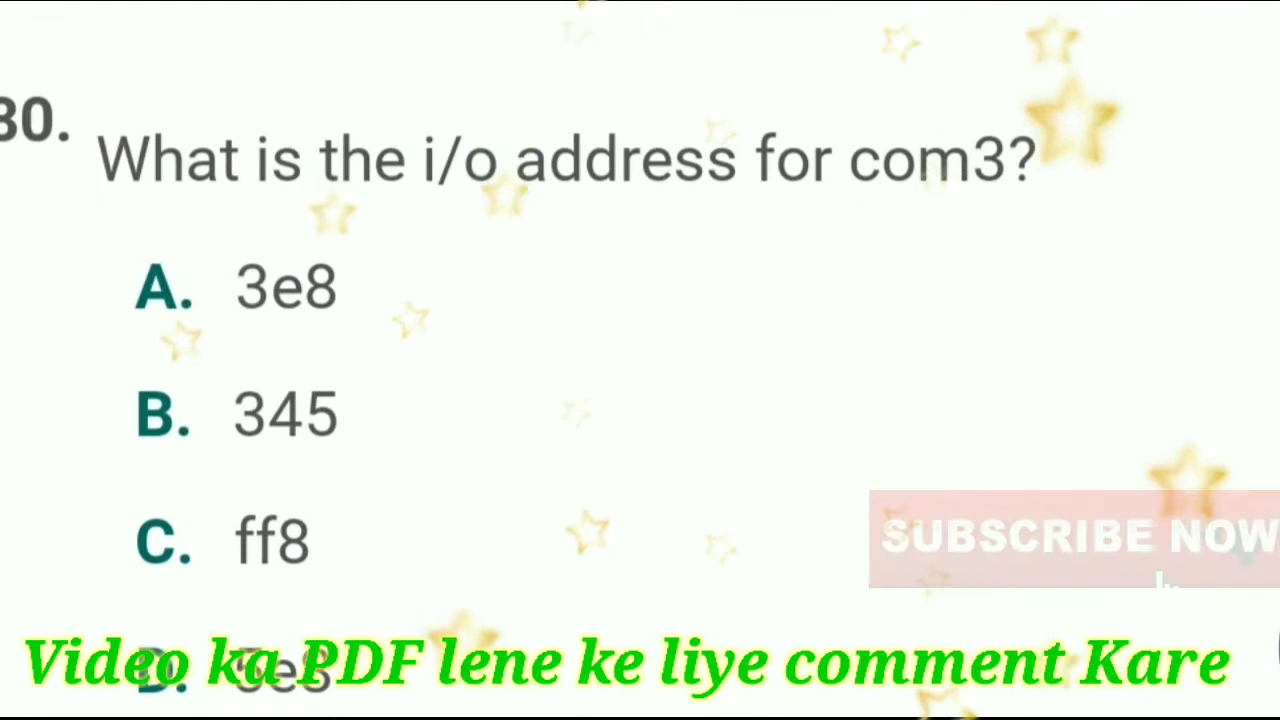 30.
What is the i/o address for com3?
A. 3e8
B. 345
C. ff8
SUBSCRIBE NOW
D.
Video ka PDF lene ke liye comment Kare